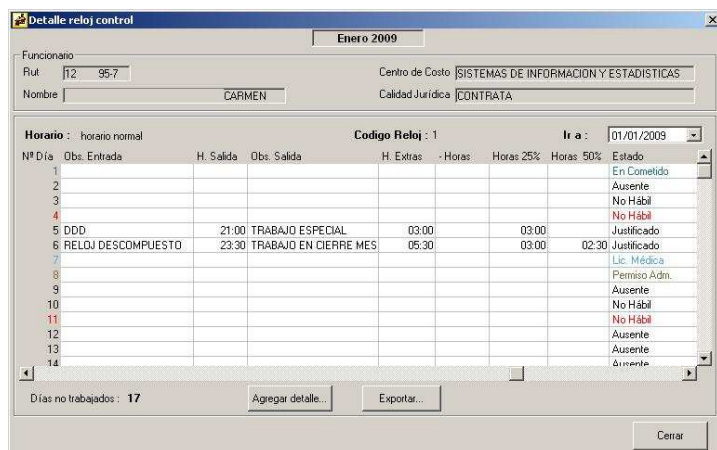 Detalle reloj control
Enero 2009
Funcionario
Rut 12 95-7 Centro de Costo SISTEMAS DE INFORMACION Y ESTADISTICAS
Nombre CARMEN Calidad Jurídica CONTRATA
Horario : horario normal Codigo Reloj : 1 Ir a : 01/01/2009
Nº Día Obs. Entrada H. Salida Obs. Salida H. Extras - Horas Horas 25% Horas 50% Estado
1 En Cometido
2 Ausente
3 No Hábil
4 No Hábil
5 DDD 21:00 TRABAJO ESPECIAL 03:00 03:00 Justificado
6 RELOJ DESCOMPUESTO 23:30 TRABAJO EN CIERRE MES 05:30 03:00 02:30 Justificado
7 Lic. Médica
8 Permiso Adm.
9 Ausente
10 No Hábil
11 No Hábil
12 Ausente
13 Ausente
14 Ausente
Días no trabajados : 17 Agregar detalle... Exportar...
Cerrar